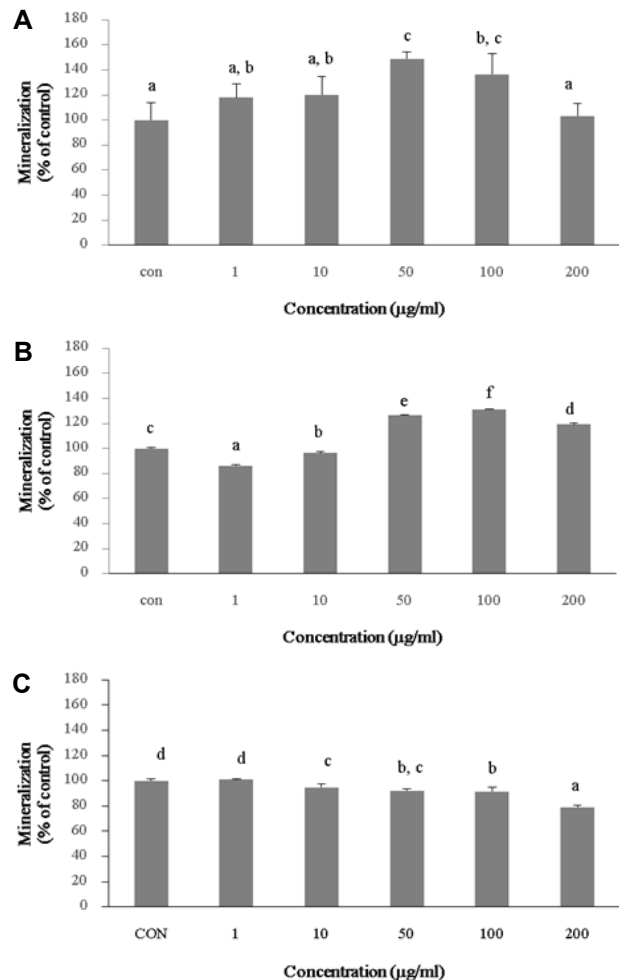 A
Mineralization
(% of control)
180
160
140
120
100
80
60
40
20
0
a
a, b
a, b
c
b, c
a
con
1
10
50
100
200
Concentration (µg/ml)
B
Mineralization
(% of control)
180
160
140
120
100
80
60
40
20
0
c
a
b
e
f
d
con
1
10
50
100
200
Concentration (µg/ml)
C
Mineralization
(% of control)
180
160
140
120
100
80
60
40
20
0
d
d
c
b, c
b
a
CON
1
10
50
100
200
Concentration (µg/ml)